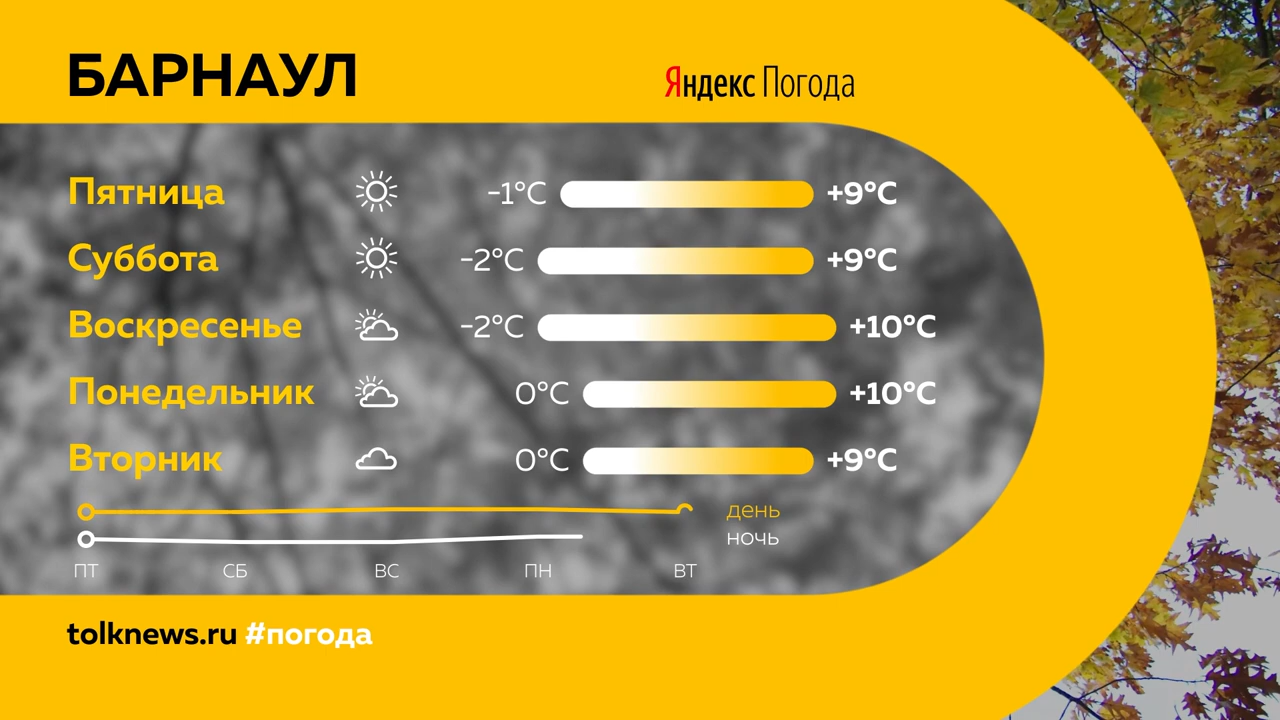 БАРНАУЛ
Яндекс Погода
Пятница -1°C +9°C
Суббота -2°C +9°C
Воскресенье -2°C +10°C
Понедельник 0°C +10°C
Вторник 0°C +9°C
день
ночь
ПТ СБ ВС ПН ВТ
tolknews.ru #погода